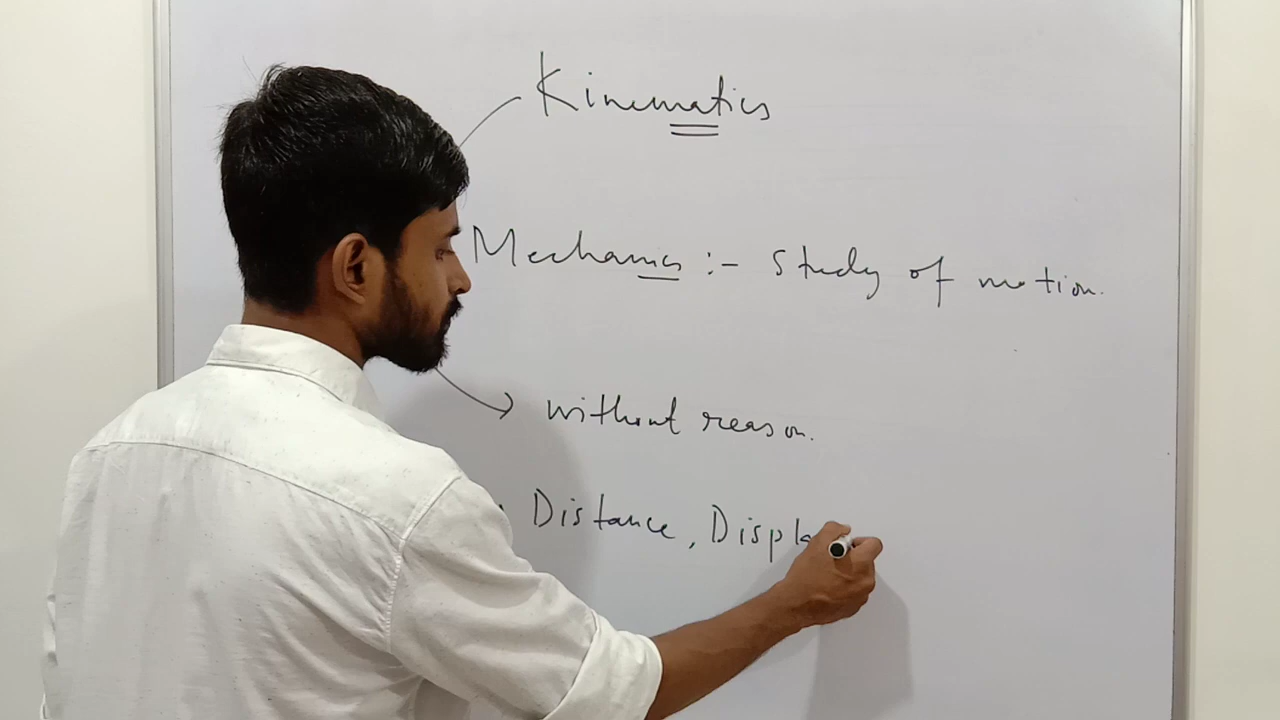 Kinematics
Mechanics :- study of motion.
without reason.
Distance, Displa